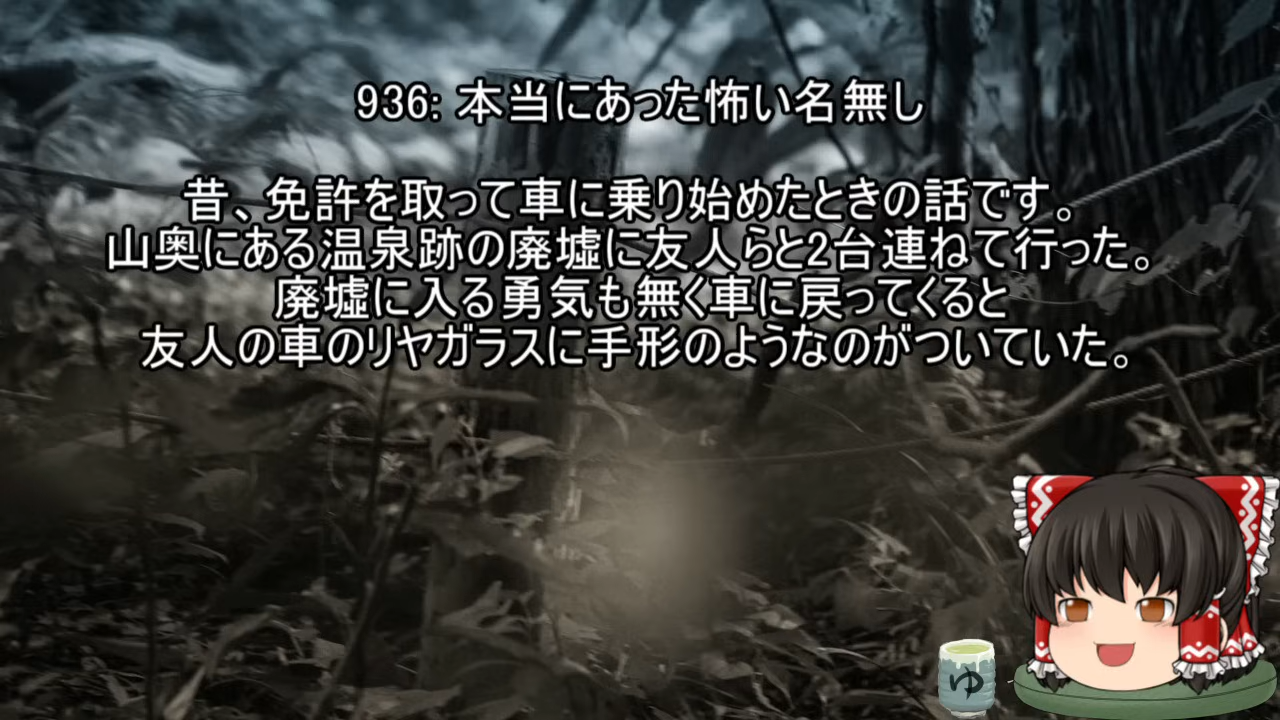 936: 本当にあった怖い名無し
昔、免許を取って車に乗り始めたときの話です。
山奥にある温泉跡の廃墟に友人らと2台連ねて行った。
廃墟に入る勇気も無く車に戻ってくると
友人の車のリヤガラスに手形のようなのがついていた。
ゆ